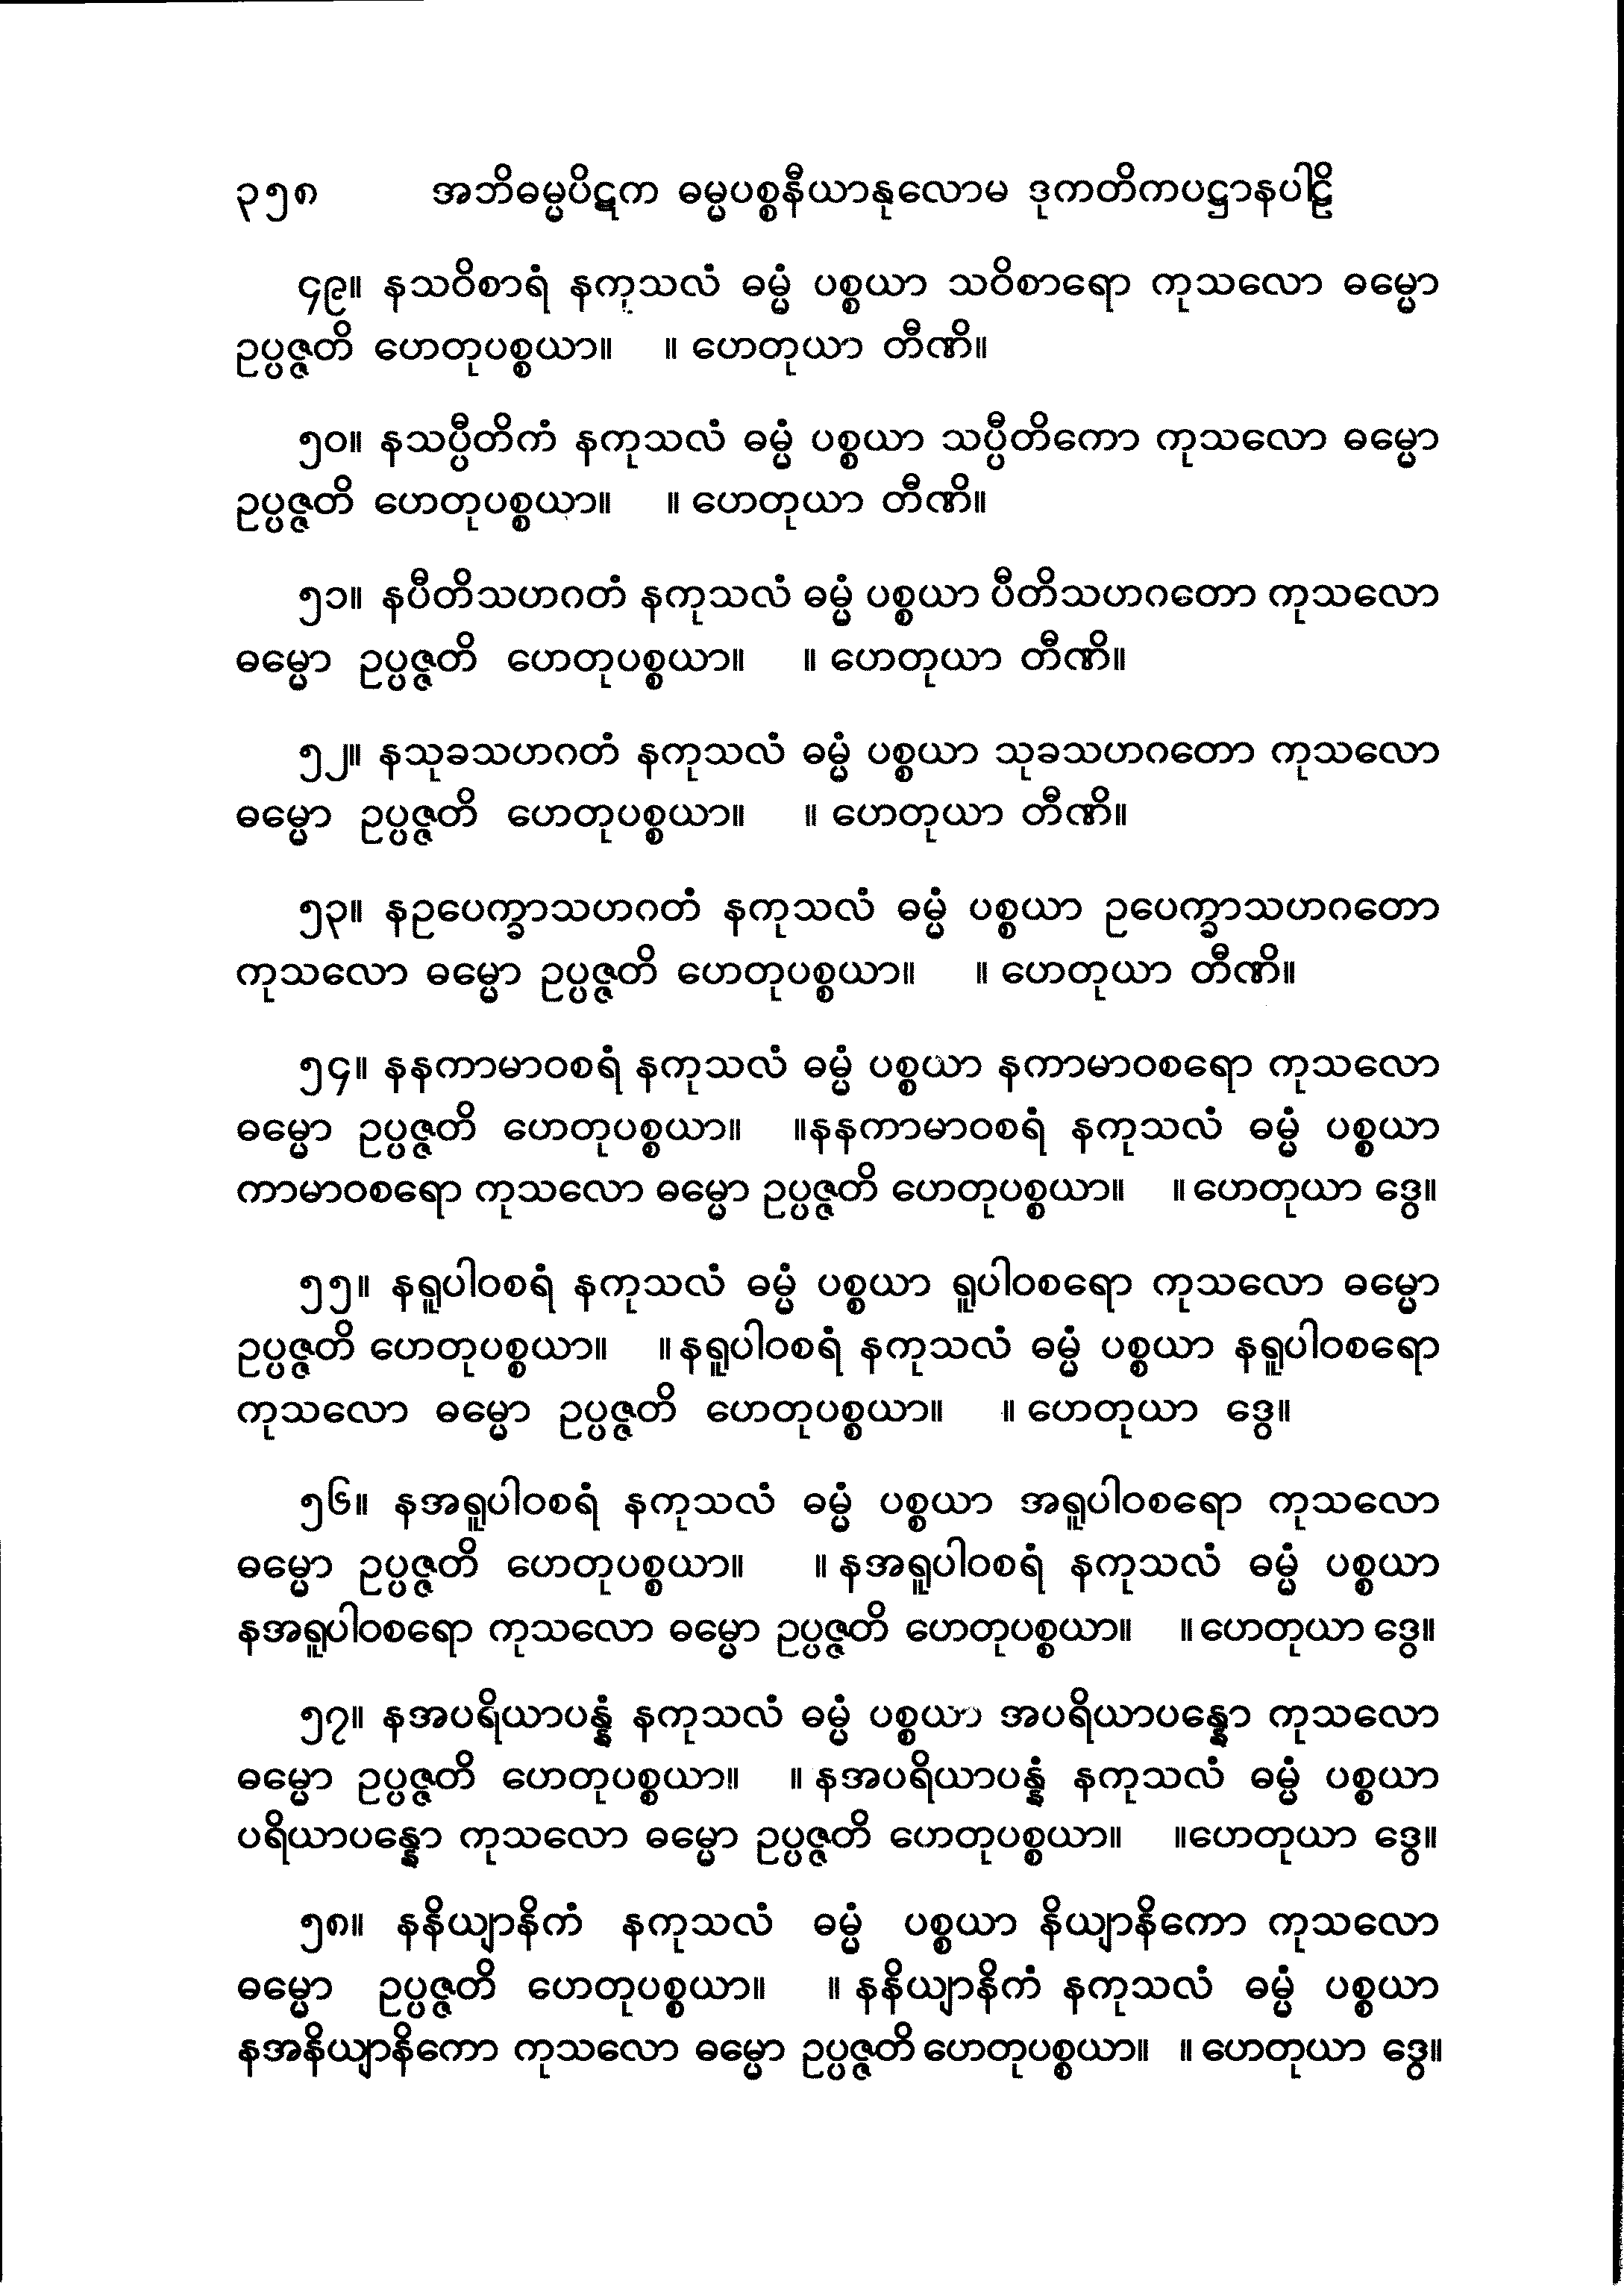 ၃၅၈ အဘိဓမ္မပိဋက ဓမ္မပစ္စနီယာနုလောမ ဒုကတိကပဋ္ဌာနပါဠိ
၄၉။ နသဝိစာရံ နကုသလံ ဓမ္မံ ပစ္စယာ သဝိစာရော ကုသလော ဓမ္မော
ဥပ္ပဇ္ဇတိ ဟေတုပစ္စယာ။ ။ ဟေတုယာ တီဏိ။
၅၀။ နသပ္ပီတိကံ နကုသလံ ဓမ္မံ ပစ္စယာ သပ္ပီတိကော ကုသလော ဓမ္မော
ဥပ္ပဇ္ဇတိ ဟေတုပစ္စယာ။ ။ ဟေတုယာ တီဏိ။
၅၁။ နပီတိသဟဂတံ နကုသလံ ဓမ္မံ ပစ္စယာ ပီတိသဟဂတော ကုသလော
ဓမ္မော ဥပ္ပဇ္ဇတိ ဟေတုပစ္စယာ။ ။ ဟေတုယာ တီဏိ။
၅၂။ နသုခသဟဂတံ နကုသလံ ဓမ္မံ ပစ္စယာ သုခသဟဂတော ကုသလော
ဓမ္မော ဥပ္ပဇ္ဇတိ ဟေတုပစ္စယာ။ ။ ဟေတုယာ တီဏိ။
၅၃။ နဥပေက္ခာသဟဂတံ နကုသလံ ဓမ္မံ ပစ္စယာ ဥပေက္ခာသဟဂတော
ကုသလော ဓမ္မော ဥပ္ပဇ္ဇတိ ဟေတုပစ္စယာ။ ။ ဟေတုယာ တီဏိ။
၅၄။ နနကာမာဝစရံ နကုသလံ ဓမ္မံ ပစ္စယာ နကာမာဝစရော ကုသလော
ဓမ္မော ဥပ္ပဇ္ဇတိ ဟေတုပစ္စယာ။ ။နနကာမာဝစရံ နကုသလံ ဓမ္မံ ပစ္စယာ
ကာမာဝစရော ကုသလော ဓမ္မော ဥပ္ပဇ္ဇတိ ဟေတုပစ္စယာ။ ။ ဟေတုယာ ဒွေ။
၅၅။ နရူပါဝစရံ နကုသလံ ဓမ္မံ ပစ္စယာ ရူပါဝစရော ကုသလော ဓမ္မော
ဥပ္ပဇ္ဇတိ ဟေတုပစ္စယာ။ ။ နရူပါဝစရံ နကုသလံ ဓမ္မံ ပစ္စယာ နရူပါဝစရော
ကုသလော ဓမ္မော ဥပ္ပဇ္ဇတိ ဟေတုပစ္စယာ။ ။ ဟေတုယာ ဒွေ။
၅၆။ နအရူပါဝစရံ နကုသလံ ဓမ္မံ ပစ္စယာ အရူပါဝစရော ကုသလော
ဓမ္မော ဥပ္ပဇ္ဇတိ ဟေတုပစ္စယာ။ ။ နအရူပါဝစရံ နကုသလံ ဓမ္မံ ပစ္စယာ
နအရူပါဝစရော ကုသလော ဓမ္မော ဥပ္ပဇ္ဇတိ ဟေတုပစ္စယာ။ ။ ဟေတုယာ ဒွေ။
၅၇။ နအပရိယာပန္နံ နကုသလံ ဓမ္မံ ပစ္စယာ အပရိယာပန္နော ကုသလော
ဓမ္မော ဥပ္ပဇ္ဇတိ ဟေတုပစ္စယာ။ ။ နအပရိယာပန္နံ နကုသလံ ဓမ္မံ ပစ္စယာ
ပရိယာပန္နော ကုသလော ဓမ္မော ဥပ္ပဇ္ဇတိ ဟေတုပစ္စယာ။ ။ဟေတုယာ ဒွေ။
၅၈။ နနိယျာနိကံ နကုသလံ ဓမ္မံ ပစ္စယာ နိယျာနိကော ကုသလော
ဓမ္မော ဥပ္ပဇ္ဇတိ ဟေတုပစ္စယာ။ ။ နနိယျာနိကံ နကုသလံ ဓမ္မံ ပစ္စယာ
နအနိယျာနိကော ကုသလော ဓမ္မော ဥပ္ပဇ္ဇတိ ဟေတုပစ္စယာ။ ။ ဟေတုယာ ဒွေ။